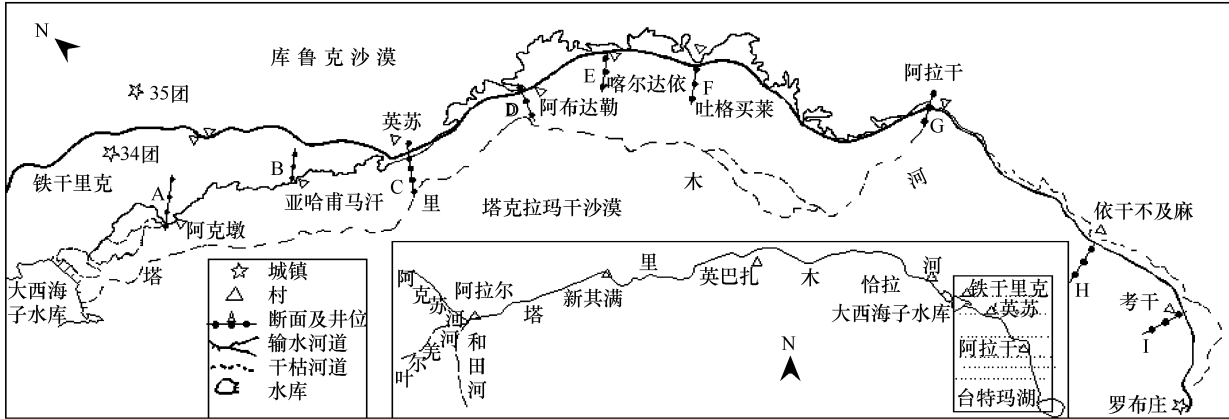 N
库鲁克沙漠
35团
34团
铁干里克
A
B
英苏
C
D
阿布达勒
E
喀尔达依
F
吐格买莱
阿拉干
G
亚哈甫马汗
阿克墩
大西海
子水库
塔
里
木
河
塔克拉玛干沙漠
依干不及麻
H
考干
I
罗布庄
城镇
村
断面及井位
输水河道
干枯河道
水库
阿克苏河
叶尔羌河
和田河
阿拉尔
塔
新其满
里
英巴扎
木
恰拉
河
大西海子水库
铁干里克
英苏
阿拉干
台特玛湖
N